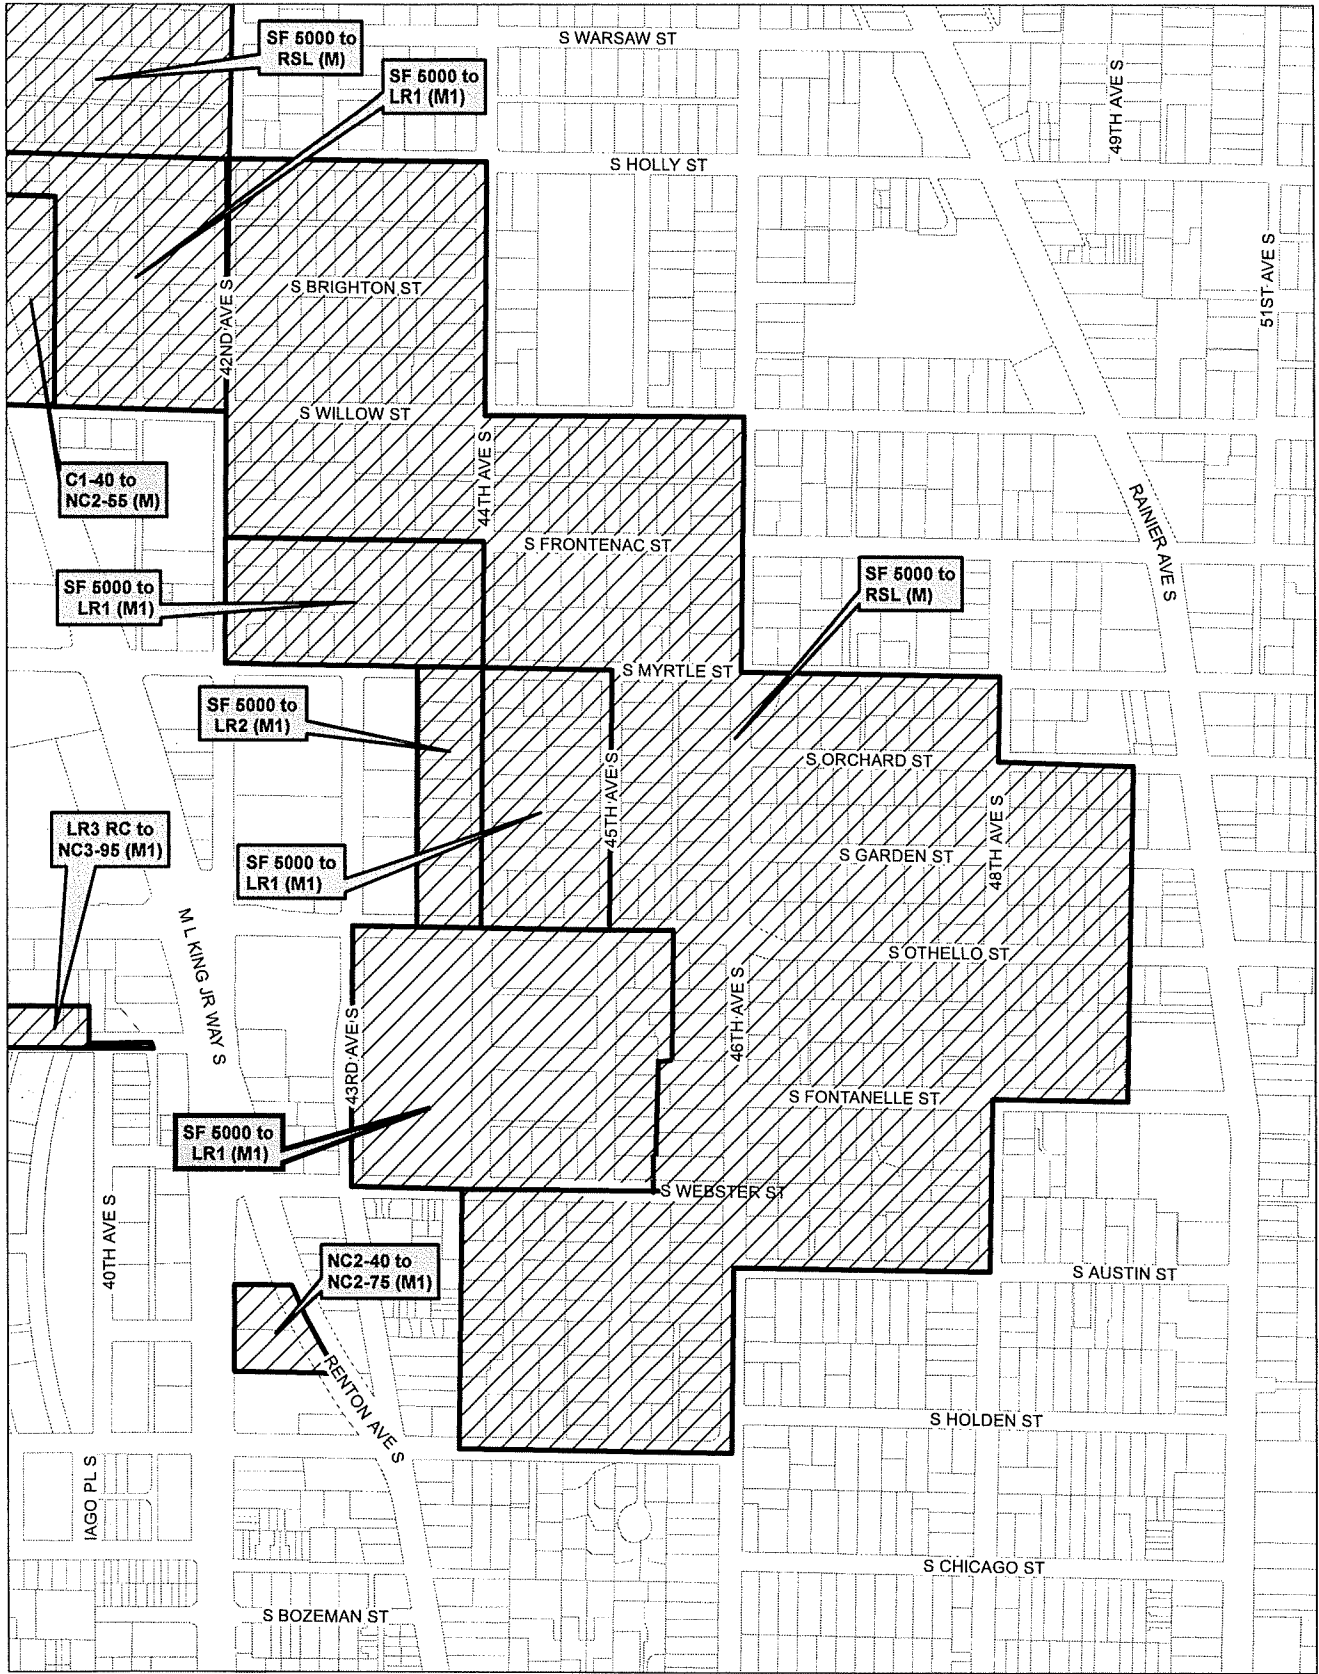 S WARSAW ST
SF 5000 to
RSL (M)
SF 5000 to
LR1 (M1)
49TH AVE S
S HOLLY ST
51ST AVE S
S BRIGHTON ST
42ND AVE S
S WILLOW ST
44TH AVE S
C1-40 to
NC2-55 (M)
RAINIER AVE S
S FRONTENAC ST
SF 5000 to
LR1 (M1)
SF 5000 to
RSL (M)
S MYRTLE ST
SF 5000 to
LR2 (M1)
S ORCHARD ST
45TH AVE S
48TH AVE S
LR3 RC to
NC3-95 (M1)
SF 5000 to
LR1 (M1)
S GARDEN ST
M L KING JR WAY S
S OTHELLO ST
46TH AVE S
43RD AVE S
S FONTANELLE ST
SF 5000 to
LR1 (M1)
S WEBSTER ST
40TH AVE S
NC2-40 to
NC2-75 (M1)
S AUSTIN ST
RENTON AVE S
S HOLDEN ST
IAGO PL S
S CHICAGO ST
S BOZEMAN ST